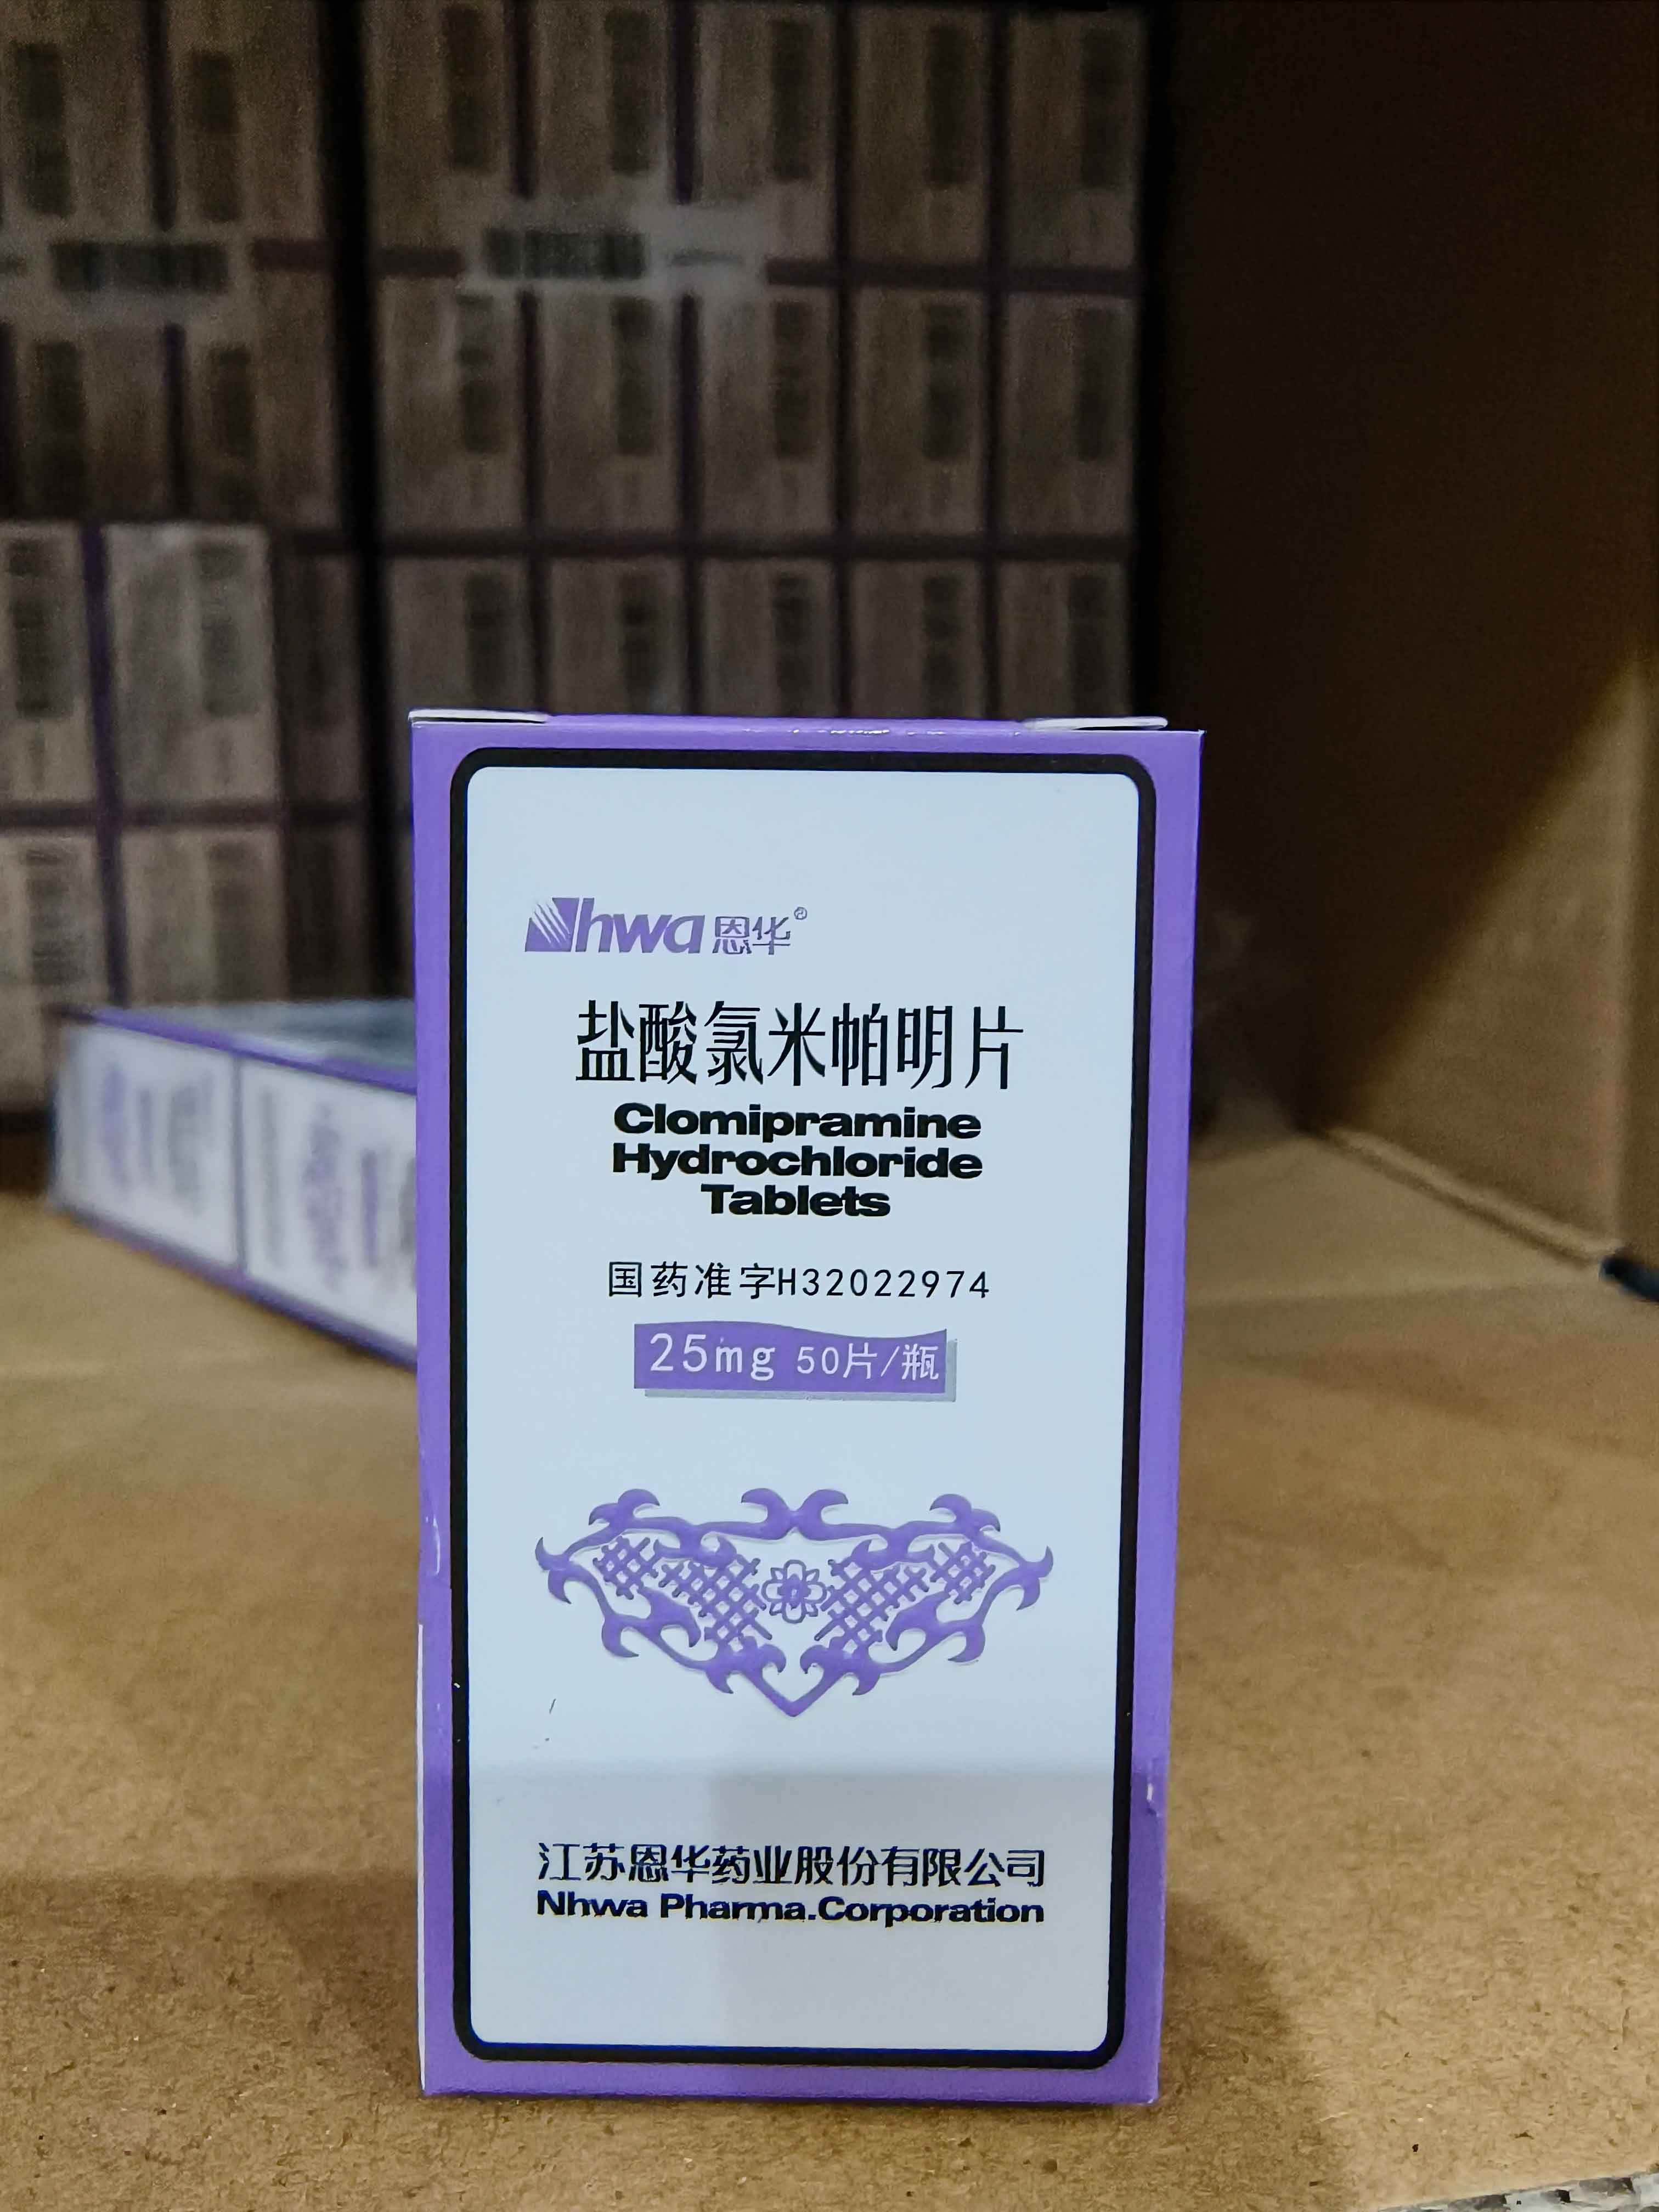 Nhwa 恩华®
盐酸氯米帕明片
Clomipramine
Hydrochloride
Tablets
国药准字H32022974
25mg 50片/瓶
江苏恩华药业股份有限公司
Nhwa Pharma.Corporation